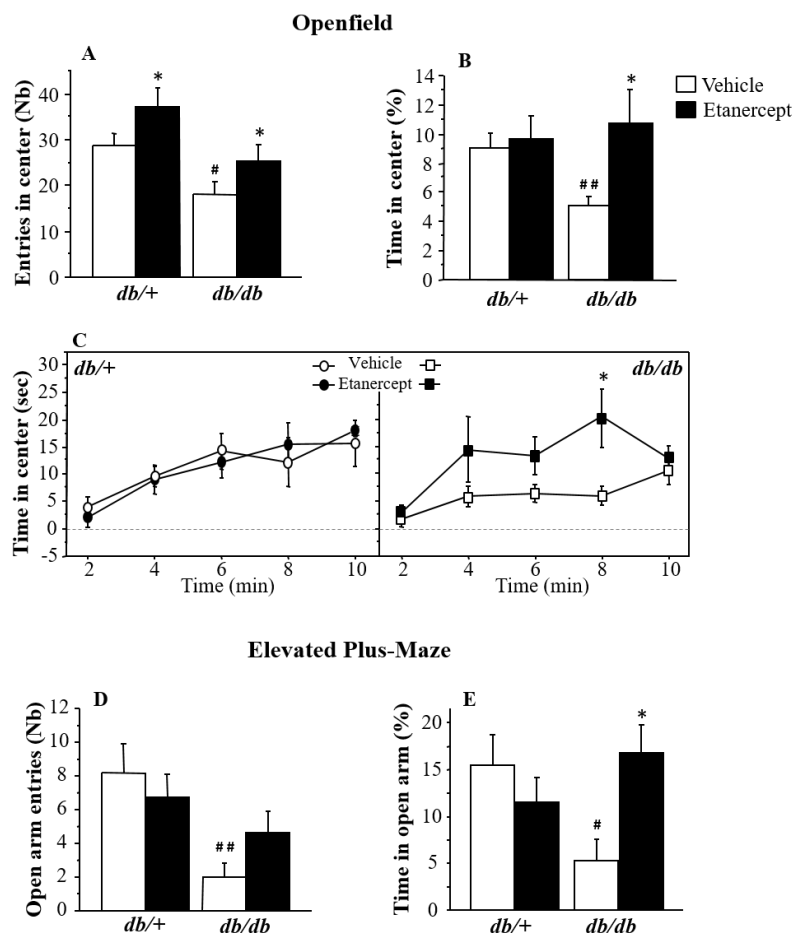 Openfield
A
Entries in center (Nb)
40
30
20
10
0
*
#
*
db/+
db/db
B
Time in center (%)
14
12
10
8
6
4
2
0
##
*
db/+
db/db
Vehicle
Etanercept
C
Time in center (sec)
30
25
20
15
10
5
0
-5
db/+
Vehicle
Etanercept
db/db
*
2 4 6 8 10
2 4 6 8 10
Time (min)
Time (min)
Elevated Plus-Maze
D
Open arm entries (Nb)
12
10
8
6
4
2
0
##
db/+
db/db
E
Time in open arm (%)
20
15
10
5
0
#
*
db/+
db/db